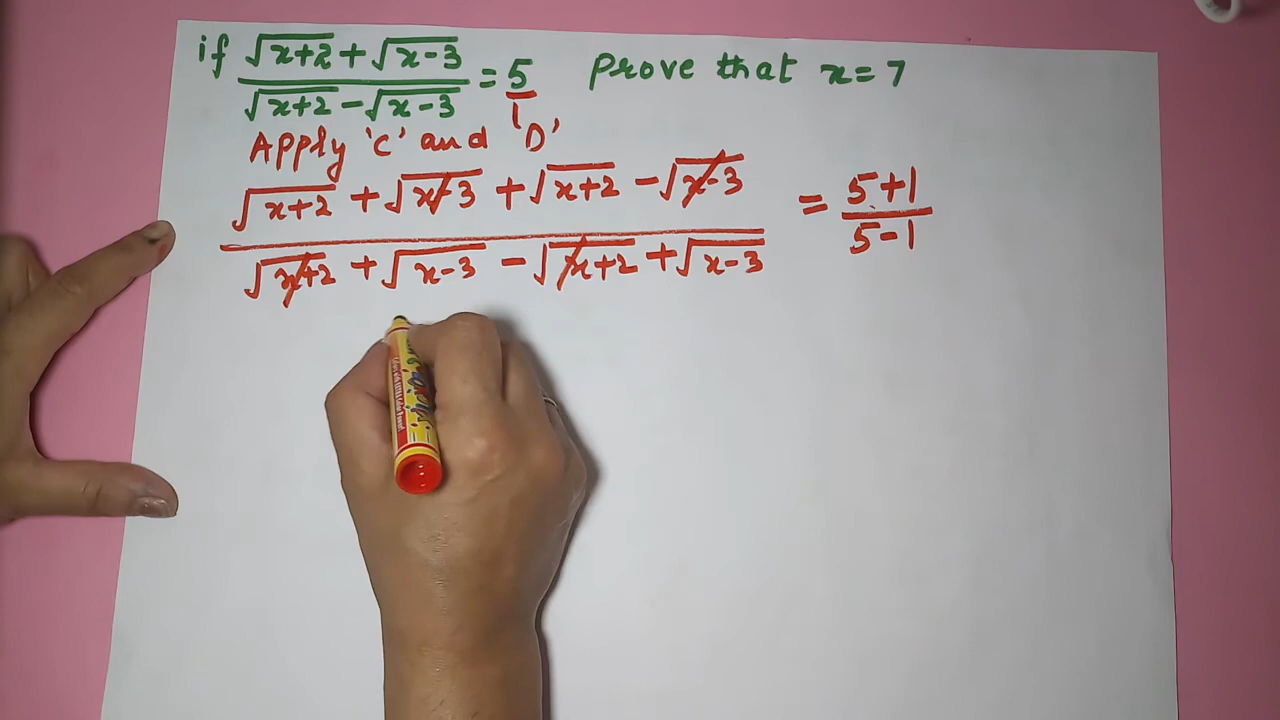 if (√(x+2) + √(x-3)) / (√(x+2) - √(x-3)) = 5/1 prove that x = 7
Apply 'C' and 'D'
(√(x+2) + √(x-3) + √(x+2) - √(x-3)) / (√(x+2) + √(x-3) - √(x+2) + √(x-3)) = (5+1) / (5-1)